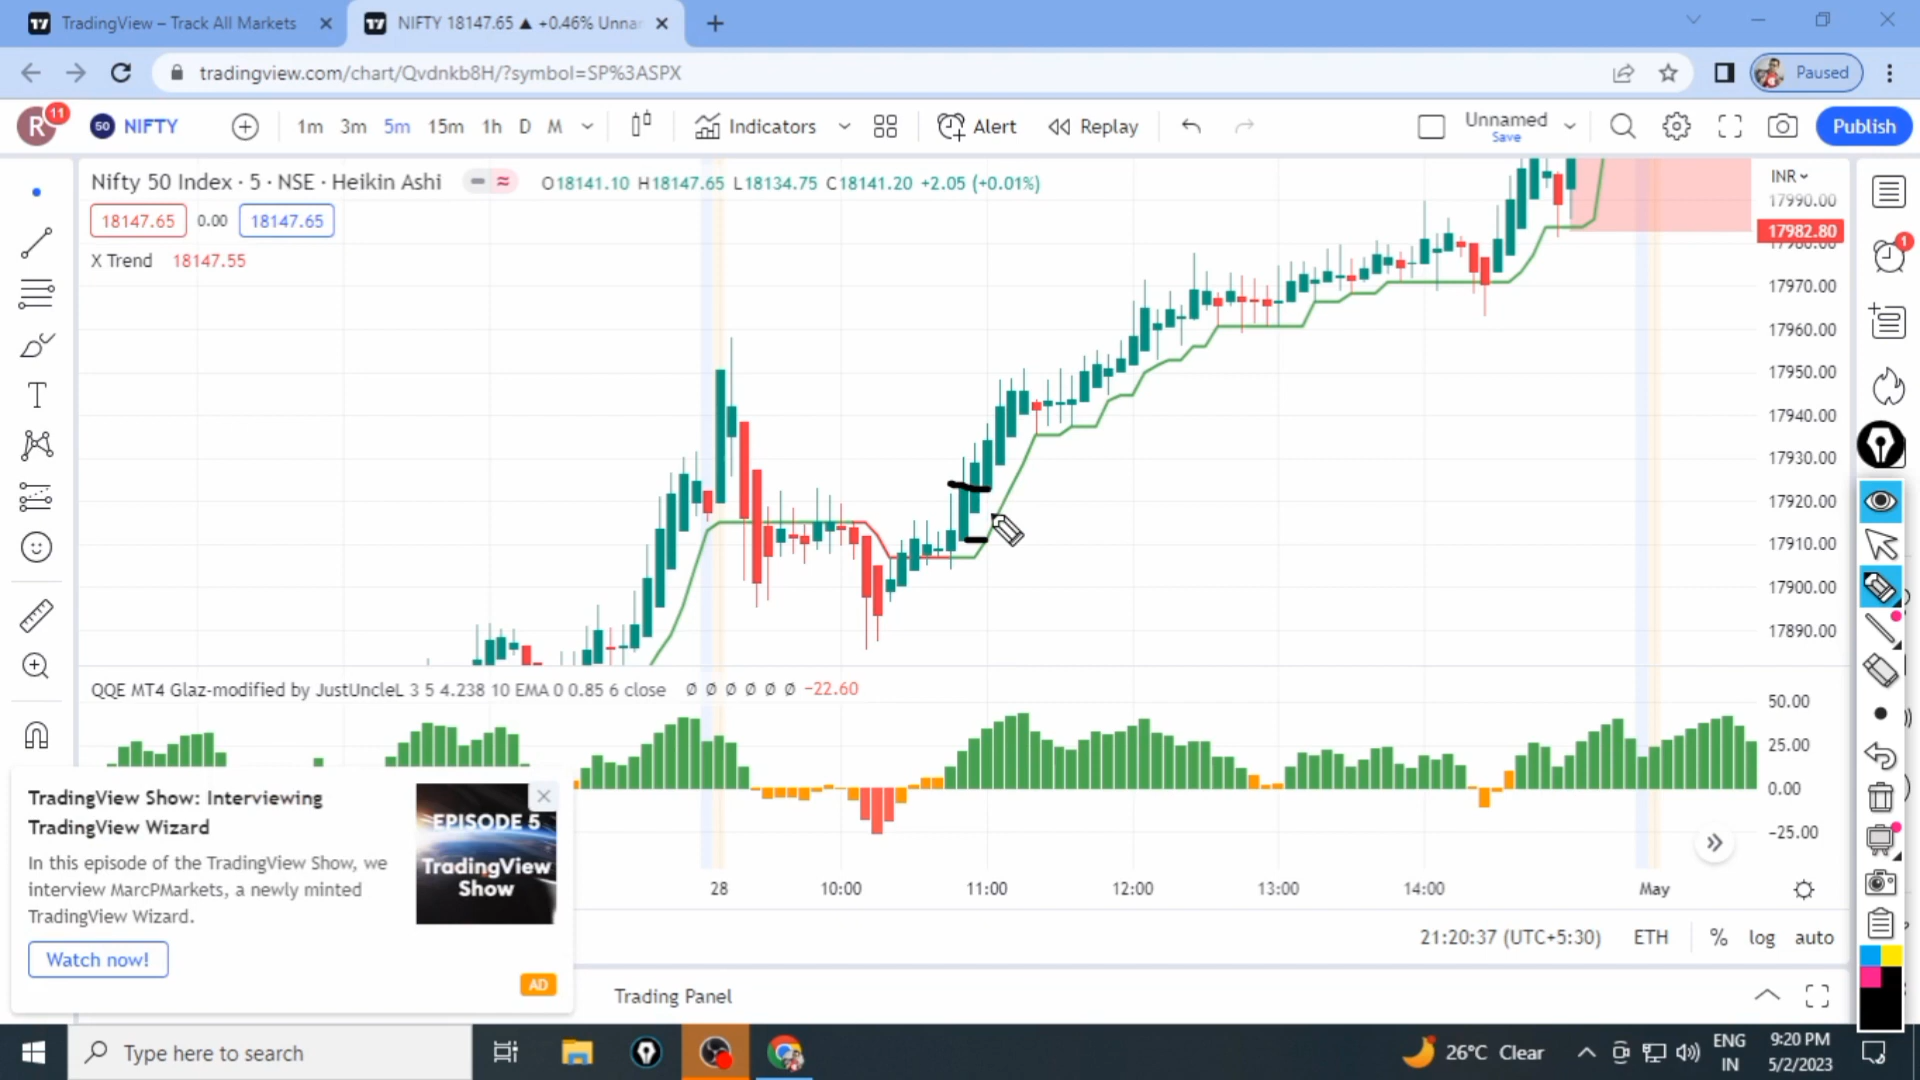 TradingView – Track All Markets
NIFTY 18147.65 ▲ +0.46% Unna
tradingview.com/chart/Qvdnkb8H/?symbol=SP%3ASPX
Paused
R 11
50 NIFTY
1m 3m 5m 15m 1h D M
Indicators
Alert
Replay
Unnamed
Save
Publish
Nifty 50 Index · 5 · NSE · Heikin Ashi
O18141.10 H18147.65 L18134.75 C18141.20 +2.05 (+0.01%)
INR
18147.65 0.00 18147.65
X Trend 18147.55
17990.00
17982.80
17970.00
17960.00
17950.00
17940.00
17930.00
17920.00
17910.00
17900.00
17890.00
1
QQE MT4 Glaz-modified by JustUncleL 3 5 4.238 10 EMA 0 0.85 6 close ∅ ∅ ∅ ∅ ∅ ∅ −22.60
50.00
25.00
0.00
−25.00
28 10:00 11:00 12:00 13:00 14:00 May
TradingView Show: Interviewing
TradingView Wizard
In this episode of the TradingView Show, we
interview MarcPMarkets, a newly minted
TradingView Wizard.
Watch now!
EPISODE 5
TradingView
Show
AD
21:20:37 (UTC+5:30) ETH % log auto
Trading Panel
Type here to search
26°C Clear
ENG
IN
9:20 PM
5/2/2023